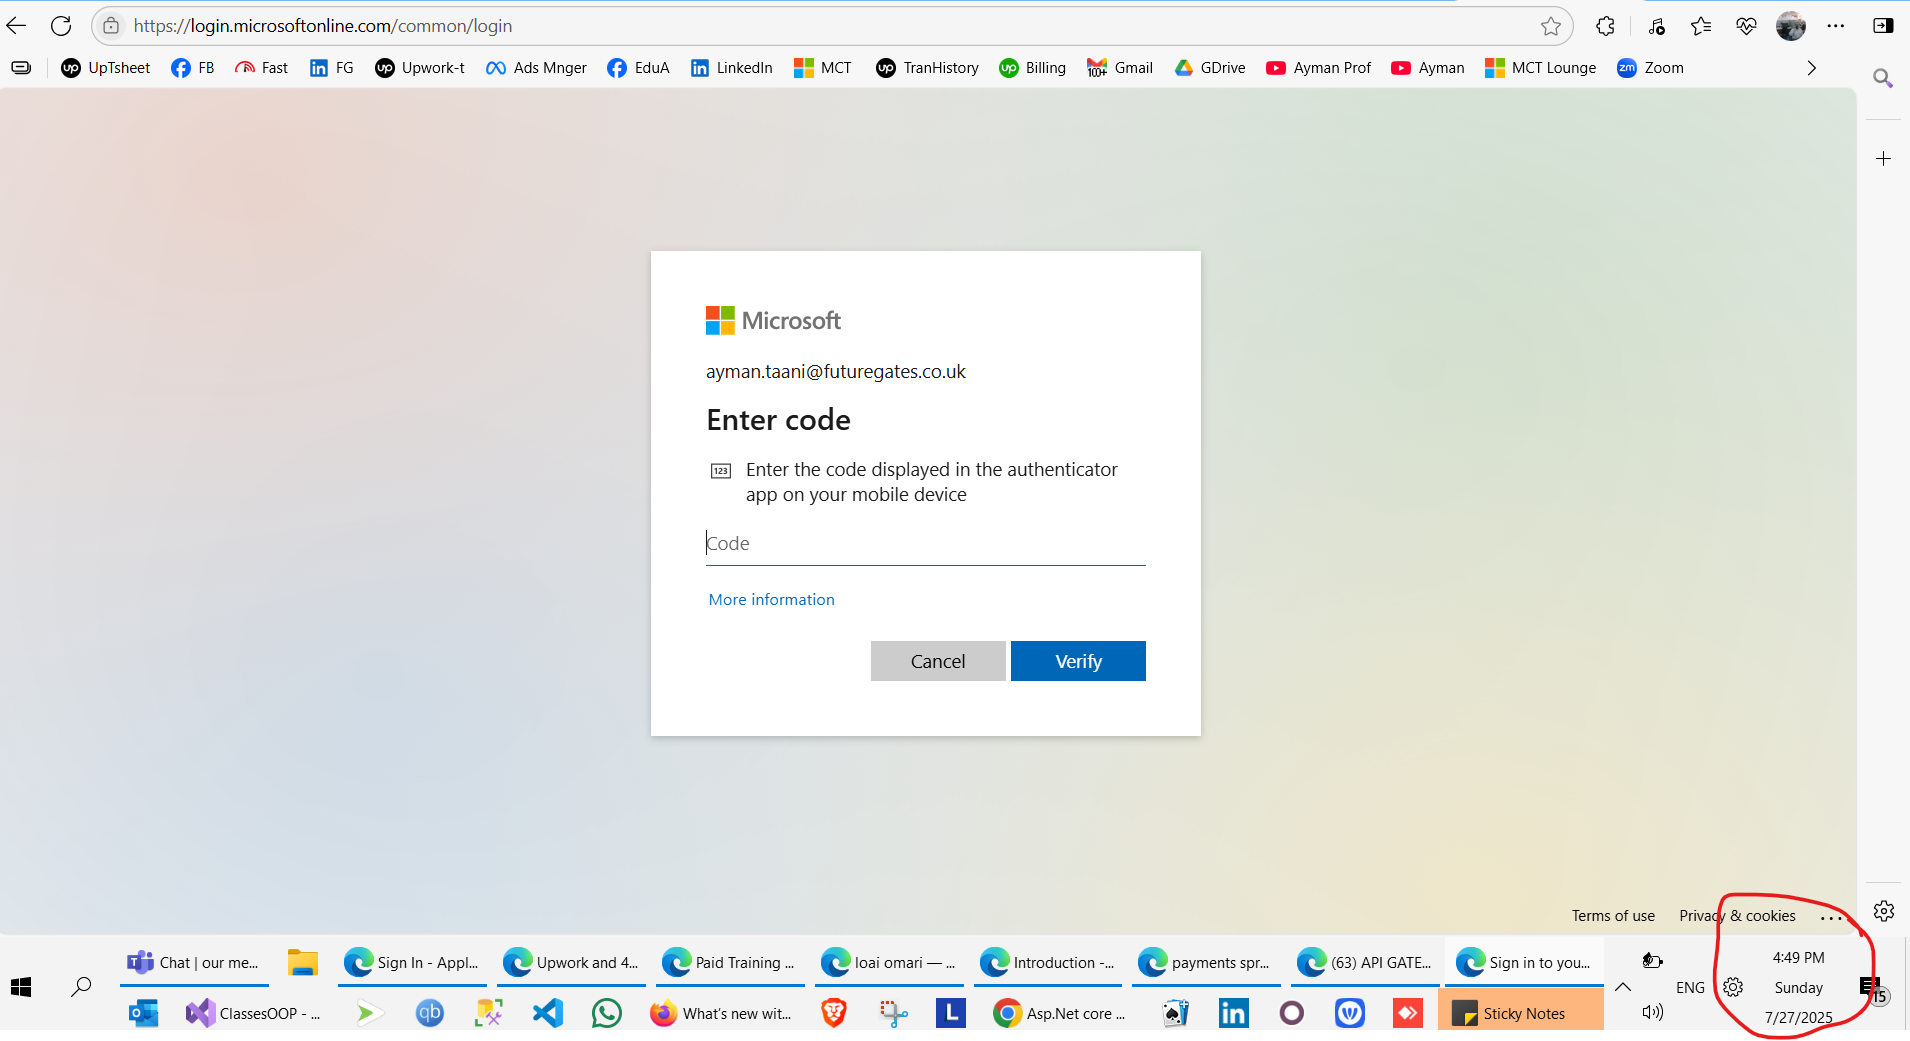 https://login.microsoftonline.com/common/login
UpTsheet FB Fast FG Upwork-t Ads Mnger EduA LinkedIn MCT TranHistory Billing 100+ Gmail GDrive Ayman Prof Ayman MCT Lounge zm Zoom
Microsoft
ayman.taani@futuregates.co.uk
Enter code
123 Enter the code displayed in the authenticator
app on your mobile device
Code
More information
Cancel Verify
Terms of use Privacy & cookies ...
Chat | our me... Sign In - Appl... Upwork and 4... Paid Training ... loai omari — ... Introduction -... payments spr... (63) API GATE... Sign in to you...
4:49 PM
ENG Sunday 15
ClassesOOP - ... qb What's new wit... L Asp.Net core ... in Sticky Notes
7/27/2025